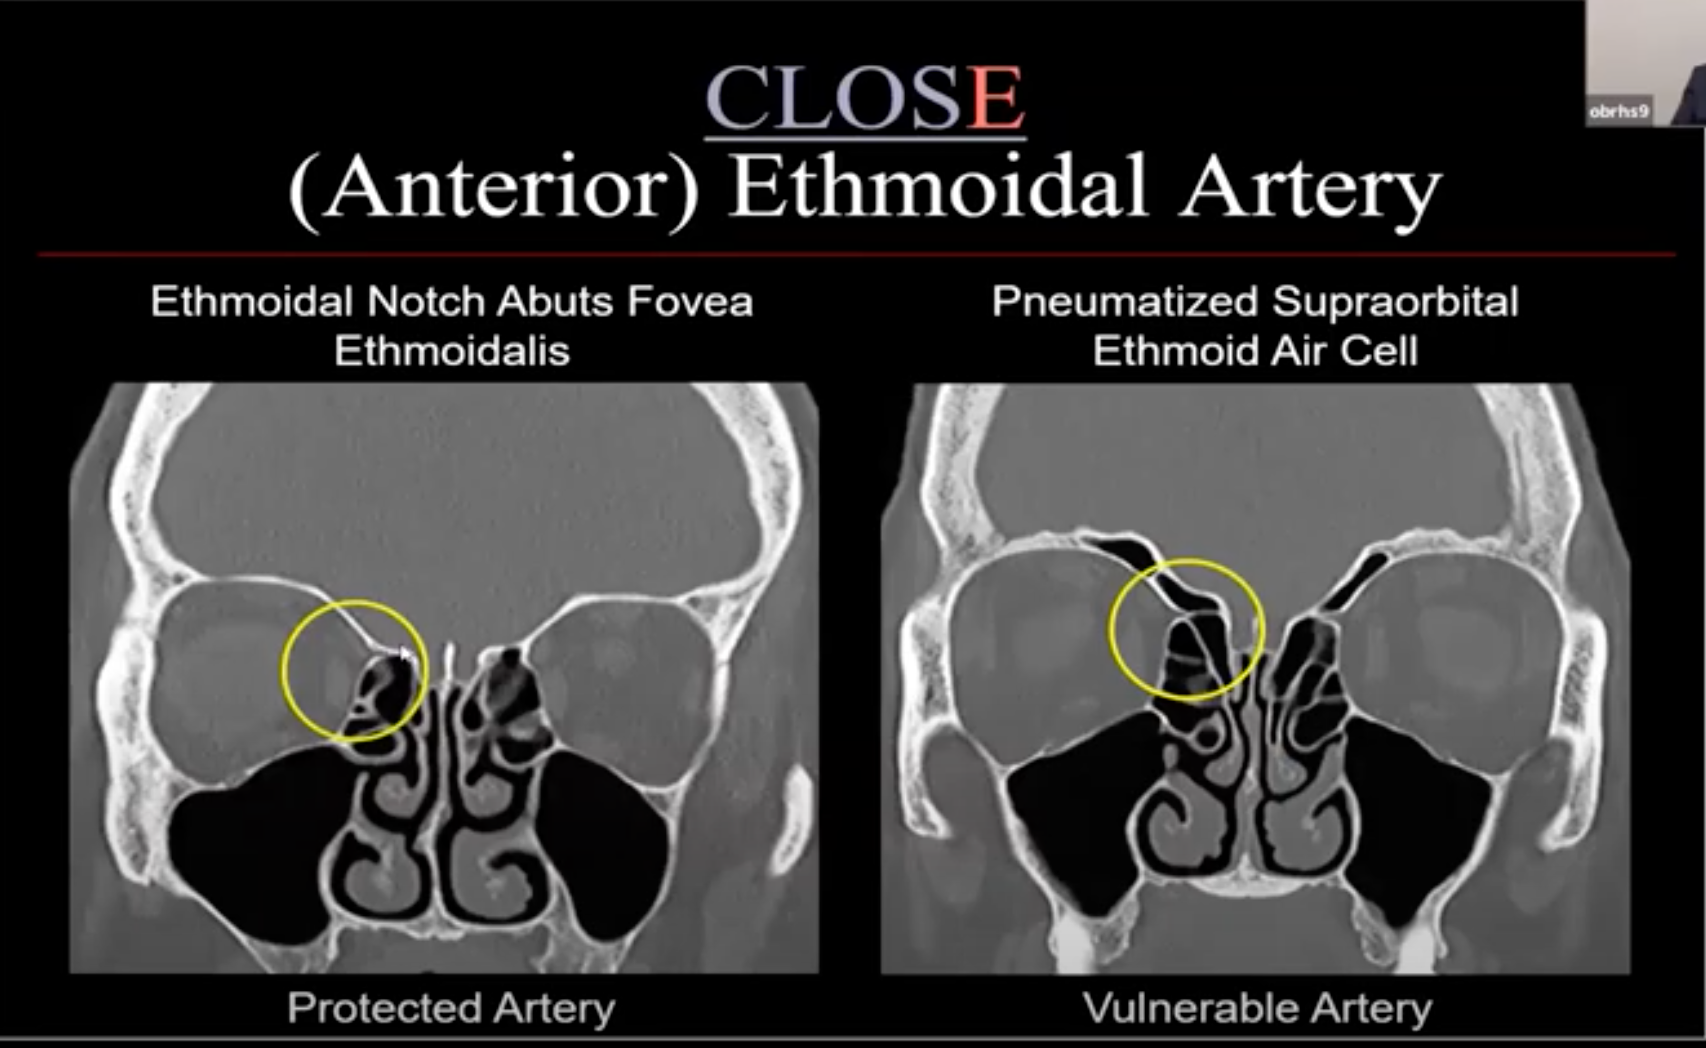 CLOSE
obrhs9
(Anterior) Ethmoidal Artery
Ethmoidal Notch Abuts Fovea
Ethmoidalis
Pneumatized Supraorbital
Ethmoid Air Cell
Protected Artery
Vulnerable Artery